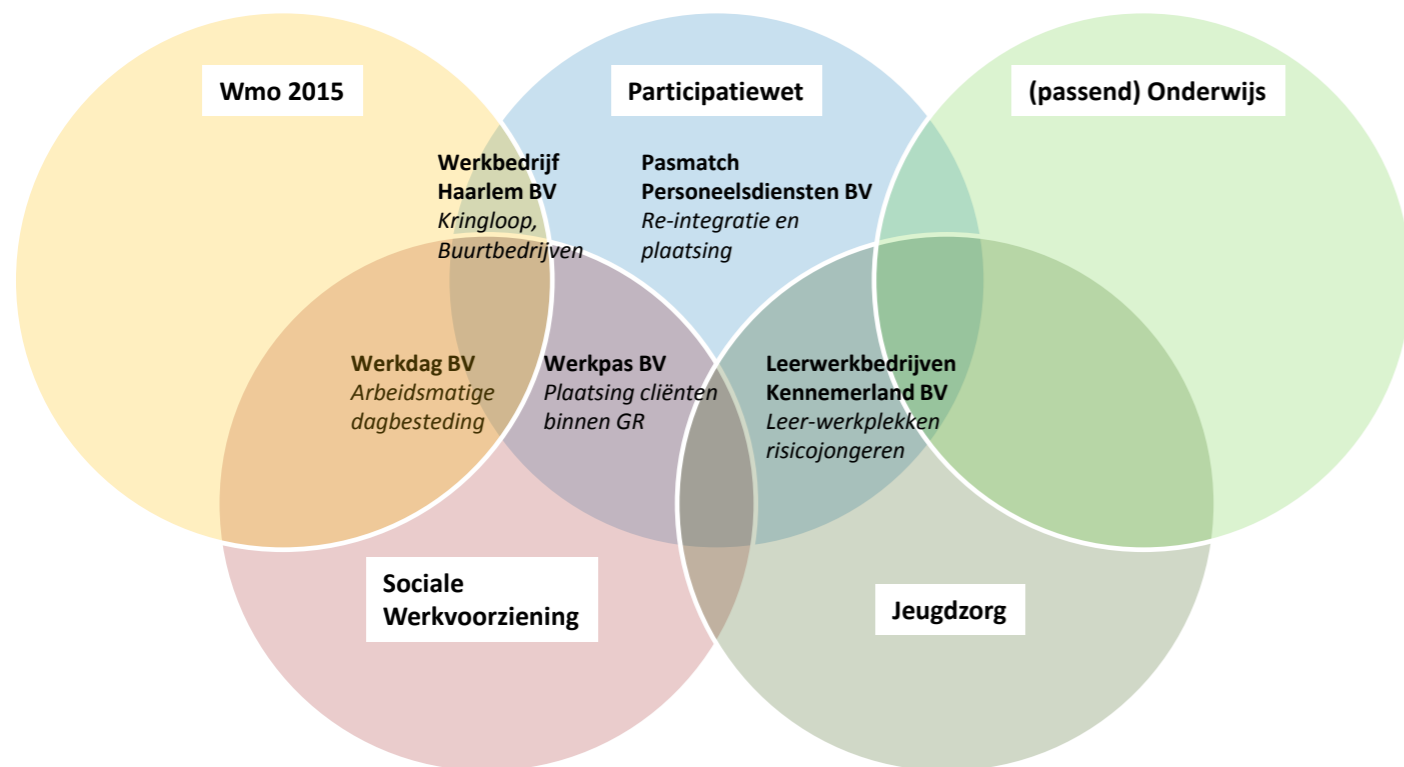 Wmo 2015
Participatiewet
(passend) Onderwijs
Werkbedrijf
Haarlem BV
Kringloop,
Buurtbedrijven
Pasmatch
Personeelsdiensten BV
Re-integratie en
plaatsing
Werkdag BV
Arbeidsmatige
dagbesteding
Werkpas BV
Plaatsing cliënten
binnen GR
Leerwerkbedrijven
Kennemerland BV
Leer-werkplekken
risicojongeren
Sociale
Werkvoorziening
Jeugdzorg